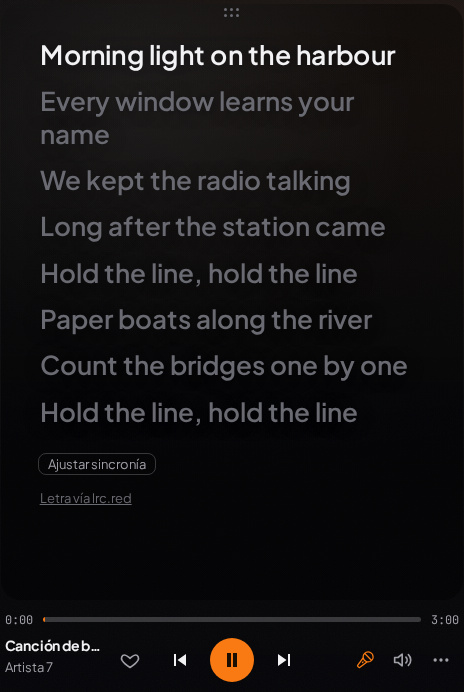 Morning light on the harbour
Every window learns your
name
We kept the radio talking
Long after the station came
Hold the line, hold the line
Paper boats along the river
Count the bridges one by one
Hold the line, hold the line
Ajustar sincronía
Letra vía lrc.red
0:00
3:00
Canción de b...
Artista 7